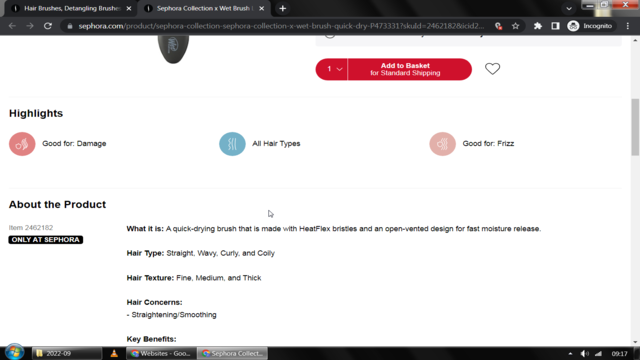 Hair Brushes, Detangling Brushes
Sephora Collection x Wet Brush
sephora.com/product/sephora-collection-sephora-collection-x-wet-brush-quick-dry-P473331?skuId=2462182&icid2
Incognito
1
Add to Basket
for Standard Shipping
Highlights
Good for: Damage
All Hair Types
Good for: Frizz
About the Product
Item 2462182
ONLY AT SEPHORA
What it is: A quick-drying brush that is made with HeatFlex bristles and an open-vented design for fast moisture release.
Hair Type: Straight, Wavy, Curly, and Coily
Hair Texture: Fine, Medium, and Thick
Hair Concerns:
- Straightening/Smoothing
Key Benefits:
2022-09
Websites - Goo...
Sephora Collect...
09:17